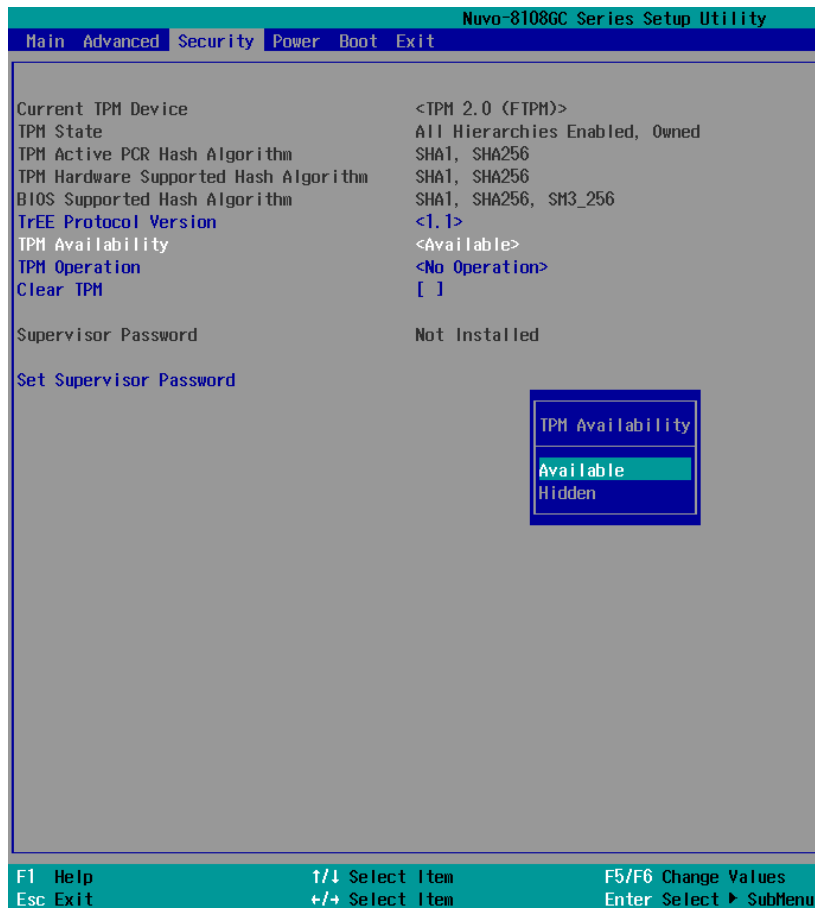 Nuvo-8108GC Series Setup Utility
Main Advanced Security Power Boot Exit
Current TPM Device <TPM 2.0 (FTPM)>
TPM State All Hierarchies Enabled, Owned
TPM Active PCR Hash Algorithm SHA1, SHA256
TPM Hardware Supported Hash Algorithm SHA1, SHA256
BIOS Supported Hash Algorithm SHA1, SHA256, SM3_256
TrEE Protocol Version <1.1>
TPM Availability <Available>
TPM Operation <No Operation>
Clear TPM [ ]
Supervisor Password Not Installed
Set Supervisor Password
TPM Availability
Available
Hidden
F1 Help ↑/↓ Select Item F5/F6 Change Values
Esc Exit ←/→ Select Item Enter Select ▶ SubMenu